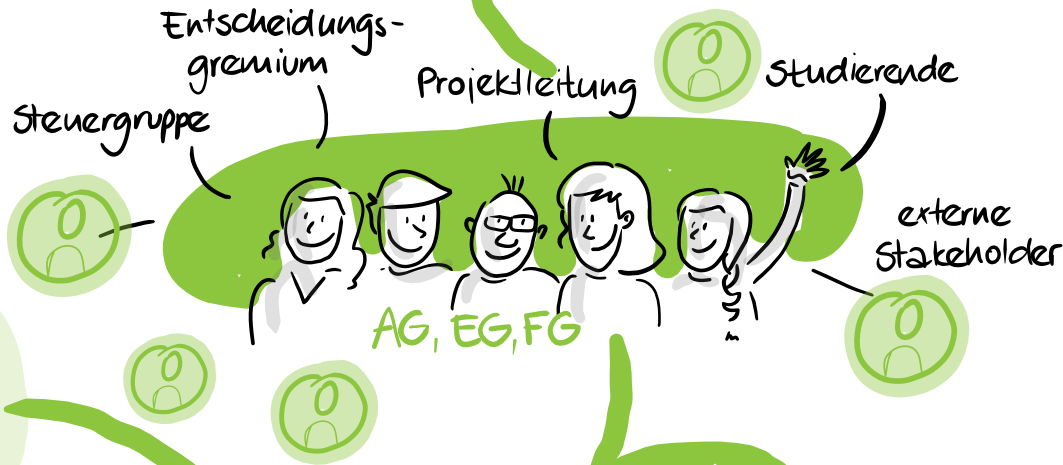 Entscheidungs-
gremium
Steuergruppe
Projektleitung
Studierende
externe
Stakeholder
AG, EG, FG